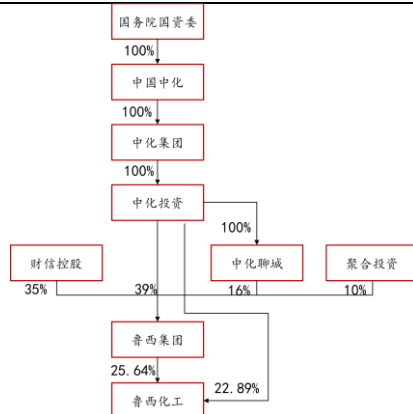 国务院国资委
100%
中国中化
100%
中化集团
100%
中化投资
100%
财信控股
中化聊城
聚合投资
35%
39%
16%
10%
鲁西集团
25.64%
22.89%
鲁西化工